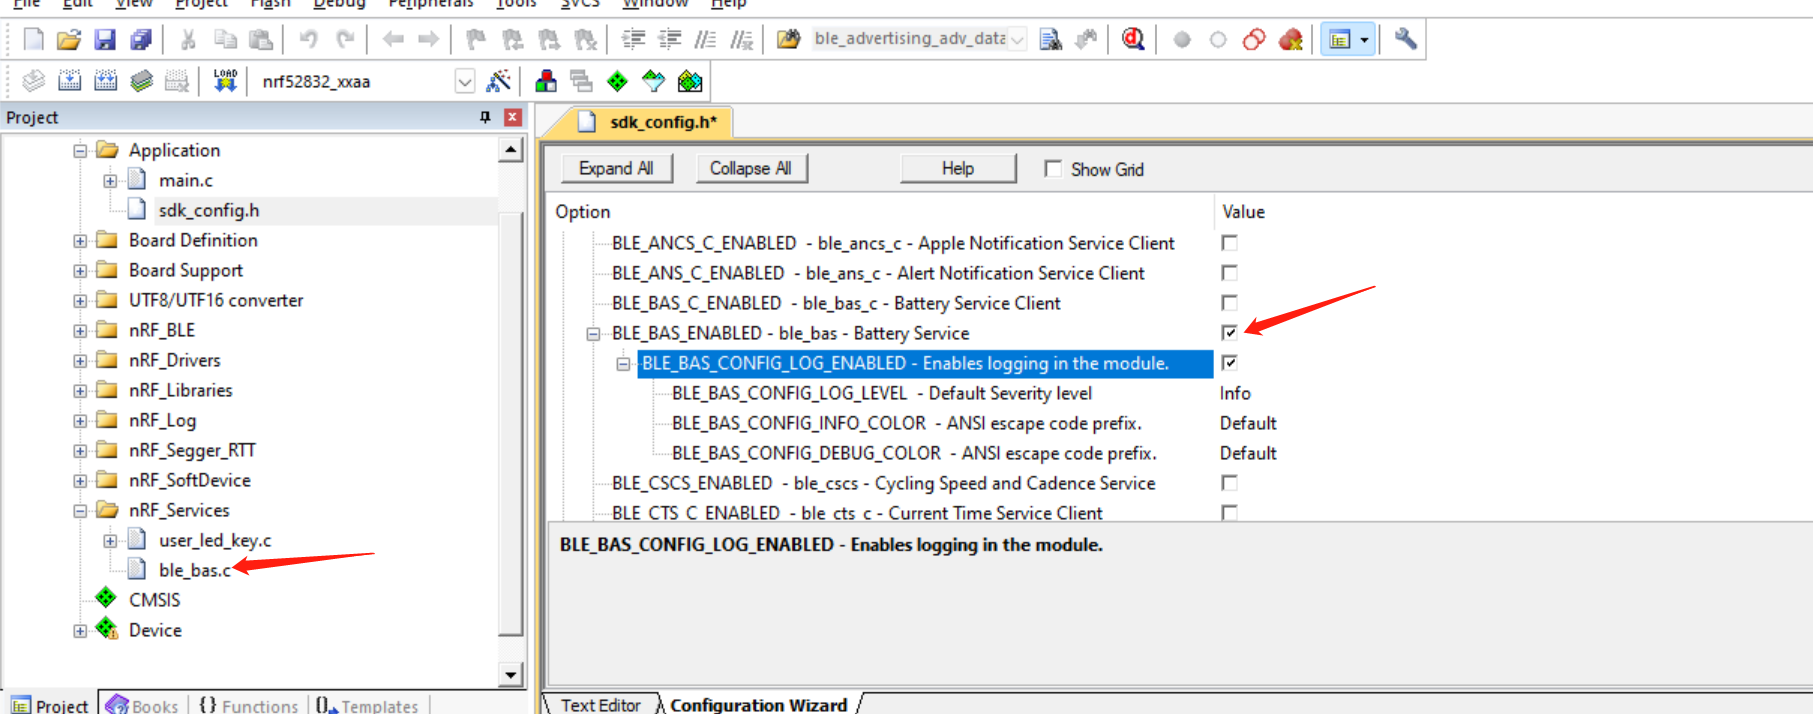 File Edit View Project Flash Debug Peripherals Tools SVCS Window Help
ble_advertising_adv_data
LOAD nrf52832_xxaa
Project
Application
main.c
sdk_config.h
Board Definition
Board Support
UTF8/UTF16 converter
nRF_BLE
nRF_Drivers
nRF_Libraries
nRF_Log
nRF_Segger_RTT
nRF_SoftDevice
nRF_Services
user_led_key.c
ble_bas.c
CMSIS
Device
Project Books {} Functions Templates
sdk_config.h*
Expand All Collapse All Help Show Grid
Option Value
BLE_ANCS_C_ENABLED - ble_ancs_c - Apple Notification Service Client
BLE_ANS_C_ENABLED - ble_ans_c - Alert Notification Service Client
BLE_BAS_C_ENABLED - ble_bas_c - Battery Service Client
BLE_BAS_ENABLED - ble_bas - Battery Service
BLE_BAS_CONFIG_LOG_ENABLED - Enables logging in the module.
BLE_BAS_CONFIG_LOG_LEVEL - Default Severity level Info
BLE_BAS_CONFIG_INFO_COLOR - ANSI escape code prefix. Default
BLE_BAS_CONFIG_DEBUG_COLOR - ANSI escape code prefix. Default
BLE_CSCS_ENABLED - ble_cscs - Cycling Speed and Cadence Service
BLE_CTS_C_ENABLED - ble_cts_c - Current Time Service Client
BLE_BAS_CONFIG_LOG_ENABLED - Enables logging in the module.
Text Editor Configuration Wizard